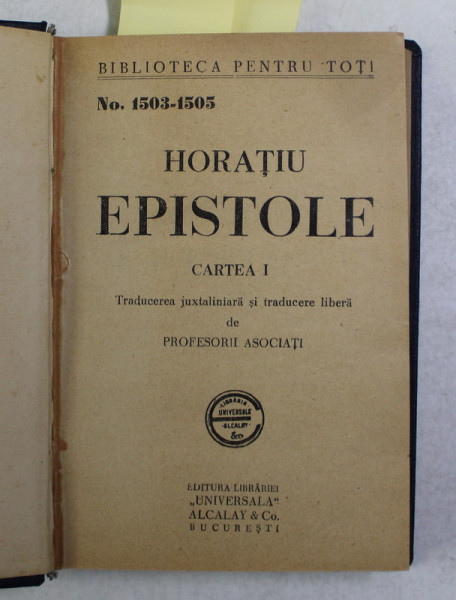 BIBLIOTECA PENTRU TOȚI
No. 1503-1505
HORAȚIU
EPISTOLE
CARTEA I
Traducerea juxtaliniară și traducere liberă
de
PROFESORII ASOCIAȚI
LIBRĂRIA
UNIVERSALA
ALCALAY
& Co.
EDITURA LIBRĂRIEI
„UNIVERSALA"
ALCALAY & Co.
BUCUREȘTI